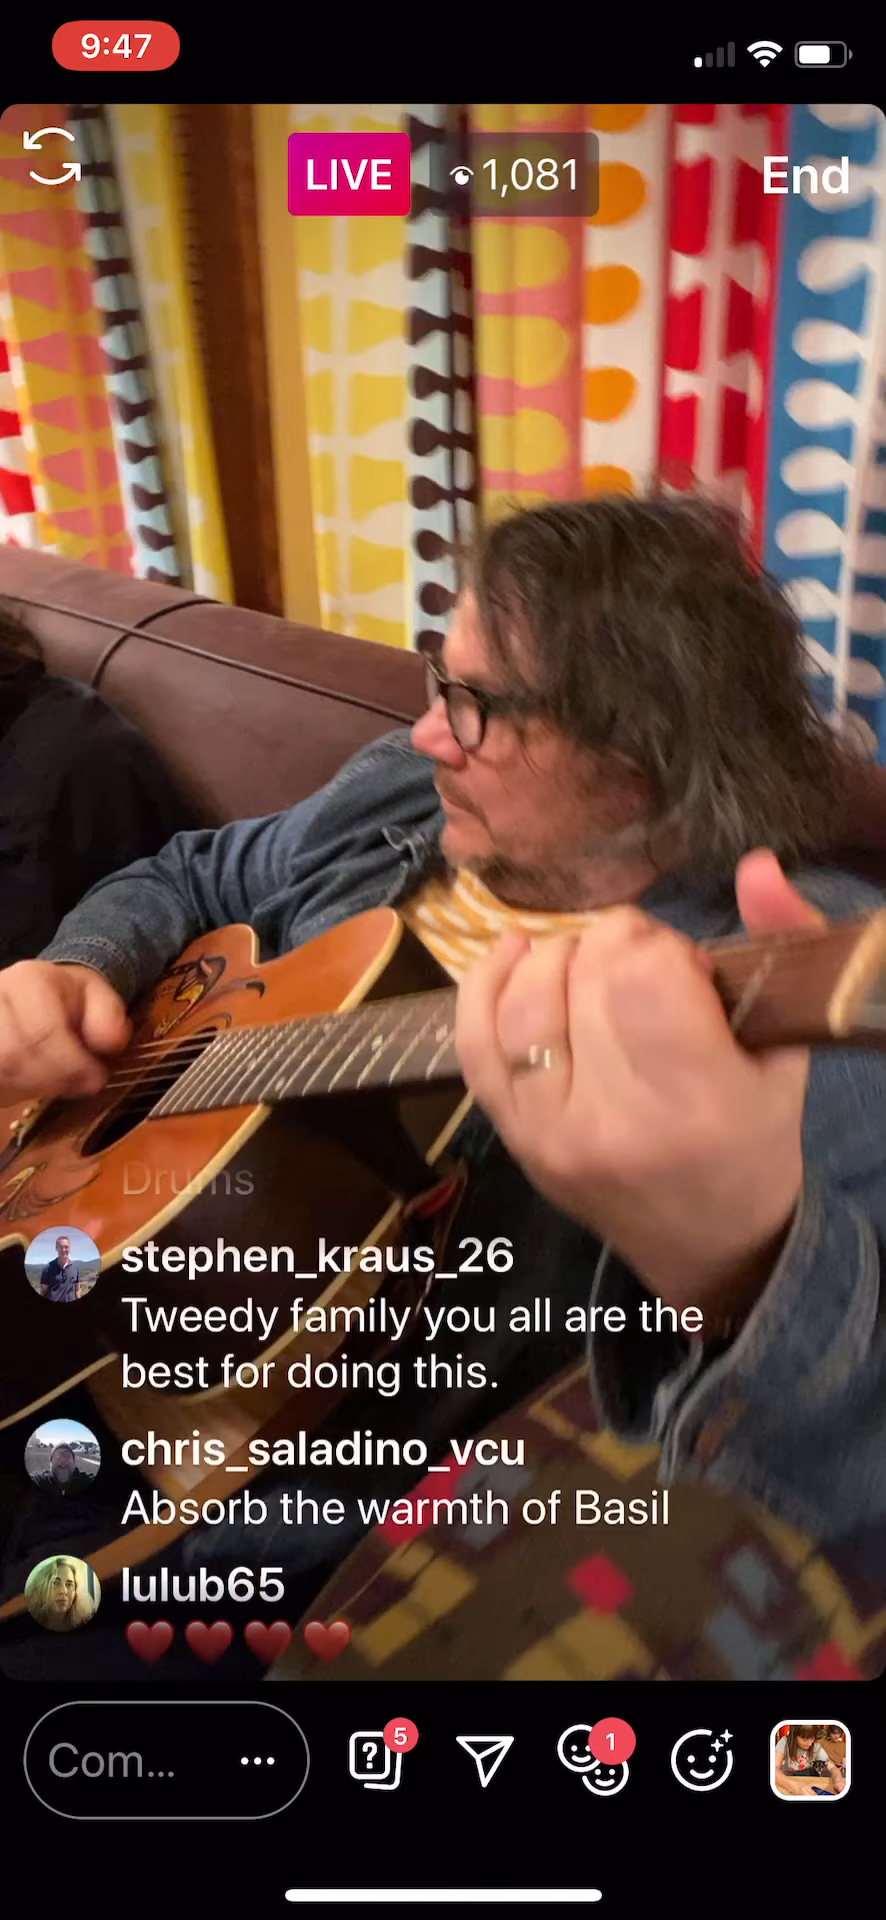 9:47
LIVE
1,081
End
Drums
stephen_kraus_26
Tweedy family you all are the
best for doing this.
chris_saladino_vcu
Absorb the warmth of Basil
lulub65
Com...
5
1